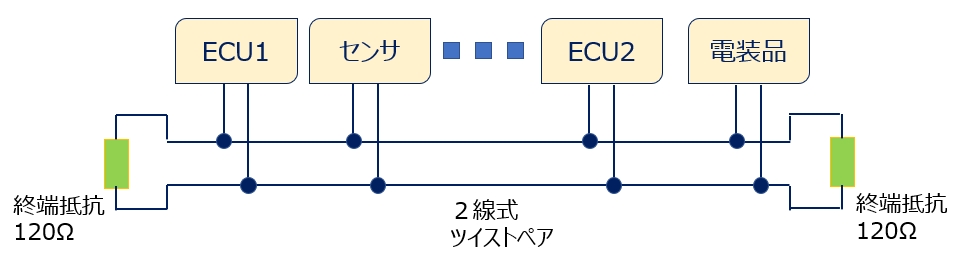 ECU1
センサ
ECU2
電装品
終端抵抗
120Ω
２線式
ツイストペア
終端抵抗
120Ω